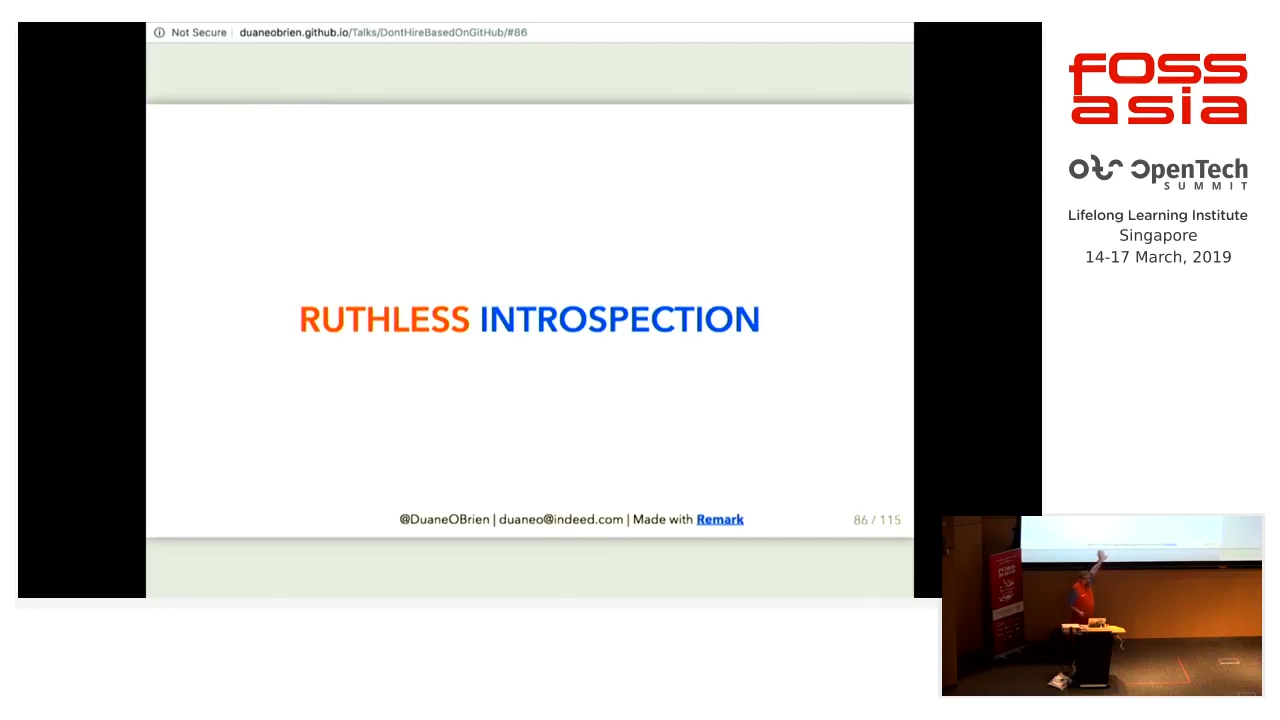 Not Secure | duaneobrien.github.io/Talks/DontHireBasedOnGitHub/#86
RUTHLESS INTROSPECTION
@DuaneOBrien | duaneo@indeed.com | Made with Remark
86 / 115
fOSS
asia
OpenTech
SUMMIT
Lifelong Learning Institute
Singapore
14-17 March, 2019